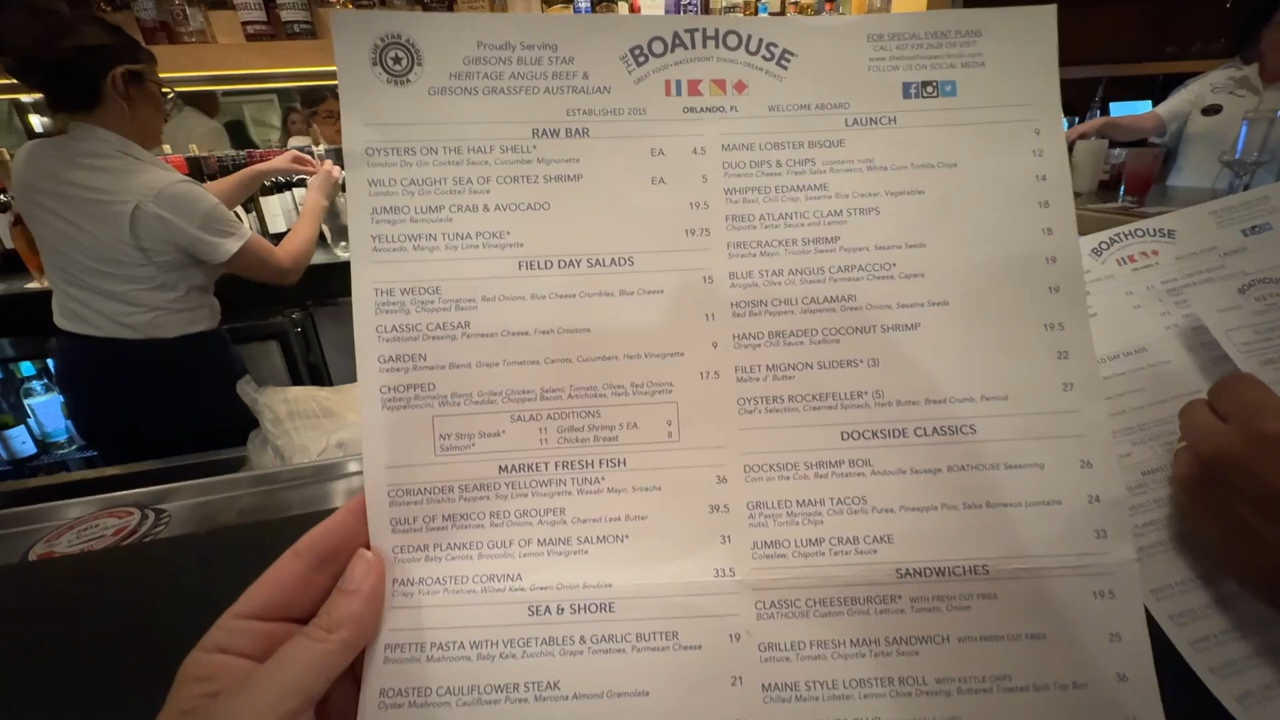 BLUE STAR ANGUS
USDA
Proudly Serving
GIBSONS BLUE STAR
HERITAGE ANGUS BEEF &
GIBSONS GRASSFED AUSTRALIAN
THE BOATHOUSE
GREAT FOOD • WATERFRONT DINING • DREAM BOATS
FOR SPECIAL EVENT PLANS
CALL 407.939.2628 OR VISIT
www.theboathouseorlando.com
FOLLOW US ON SOCIAL MEDIA
ESTABLISHED 2015 ORLANDO, FL WELCOME ABOARD
RAW BAR
OYSTERS ON THE HALF SHELL* EA. 4.5
London Dry Gin Cocktail Sauce, Cucumber Mignonette
WILD CAUGHT SEA OF CORTEZ SHRIMP EA. 5
London Dry Gin Cocktail Sauce
JUMBO LUMP CRAB & AVOCADO 19.5
Tarragon Remoulade
YELLOWFIN TUNA POKE* 19.75
Avocado, Mango, Soy Lime Vinaigrette
FIELD DAY SALADS
THE WEDGE 15
Iceberg, Grape Tomatoes, Red Onions, Blue Cheese Crumbles, Blue Cheese
Dressing, Chopped Bacon
CLASSIC CAESAR 11
Traditional Dressing, Parmesan Cheese, Fresh Croutons
GARDEN 9
Iceberg-Romaine Blend, Grape Tomatoes, Carrots, Cucumbers, Herb Vinaigrette
CHOPPED 17.5
Iceberg-Romaine Blend, Grilled Chicken, Salami, Tomato, Olives, Red Onions,
Pepperoncini, White Cheddar, Chopped Bacon, Artichokes, Herb Vinaigrette
SALAD ADDITIONS
NY Strip Steak* 11 Grilled Shrimp 5 EA. 9
Salmon* 11 Chicken Breast 8
MARKET FRESH FISH
CORIANDER SEARED YELLOWFIN TUNA* 36
Blistered Shishito Peppers, Soy Lime Vinaigrette, Wasabi Mayo, Sriracha
GULF OF MEXICO RED GROUPER 39.5
Roasted Sweet Potatoes, Red Onions, Arugula, Charred Leek Butter
CEDAR PLANKED GULF OF MAINE SALMON* 31
Tricolor Baby Carrots, Broccolini, Lemon Vinaigrette
PAN-ROASTED CORVINA 33.5
Crispy Yukon Potatoes, Wilted Kale, Green Onion Soubise
SEA & SHORE
PIPETTE PASTA WITH VEGETABLES & GARLIC BUTTER 19
Broccolini, Mushrooms, Baby Kale, Zucchini, Grape Tomatoes, Parmesan Cheese
ROASTED CAULIFLOWER STEAK 21
Oyster Mushroom, Cauliflower Puree, Marcona Almond Gremolata
LAUNCH
MAINE LOBSTER BISQUE 9
DUO DIPS & CHIPS (contains nuts) 12
Pimento Cheese, Fresh Salsa Romesco, White Corn Tortilla Chips
WHIPPED EDAMAME 14
Thai Basil, Chili Crisp, Sesame Rice Cracker, Vegetables
FRIED ATLANTIC CLAM STRIPS 18
Chipotle Tartar Sauce and Lemon
FIRECRACKER SHRIMP 18
Sriracha Mayo, Tricolor Sweet Peppers, Sesame Seeds
BLUE STAR ANGUS CARPACCIO* 19
Arugula, Olive Oil, Shaved Parmesan Cheese, Capers
HOISIN CHILI CALAMARI 19
Red Bell Peppers, Jalapenos, Green Onions, Sesame Seeds
HAND BREADED COCONUT SHRIMP 19.5
Orange Chili Sauce, Scallions
FILET MIGNON SLIDERS* (3) 22
Maître d' Butter
OYSTERS ROCKEFELLER* (5) 27
Chef's Selection, Creamed Spinach, Herb Butter, Bread Crumb, Pernod
DOCKSIDE CLASSICS
DOCKSIDE SHRIMP BOIL 26
Corn on the Cob, Red Potatoes, Andouille Sausage, BOATHOUSE Seasoning
GRILLED MAHI TACOS 24
Al Pastor Marinade, Chili Garlic Puree, Pineapple Pico, Salsa Romesco (contains
nuts), Tortilla Chips
JUMBO LUMP CRAB CAKE 33
Coleslaw, Chipotle Tartar Sauce
SANDWICHES
CLASSIC CHEESEBURGER* WITH FRESH CUT FRIES 19.5
BOATHOUSE Custom Grind, Lettuce, Tomato, Onion
GRILLED FRESH MAHI SANDWICH WITH FRESH CUT FRIES 25
Lettuce, Tomato, Chipotle Tartar Sauce
MAINE STYLE LOBSTER ROLL WITH KETTLE CHIPS 36
Chilled Maine Lobster, Lemon Chive Dressing, Buttered Toasted Split Top Bun
BOATHOUSE